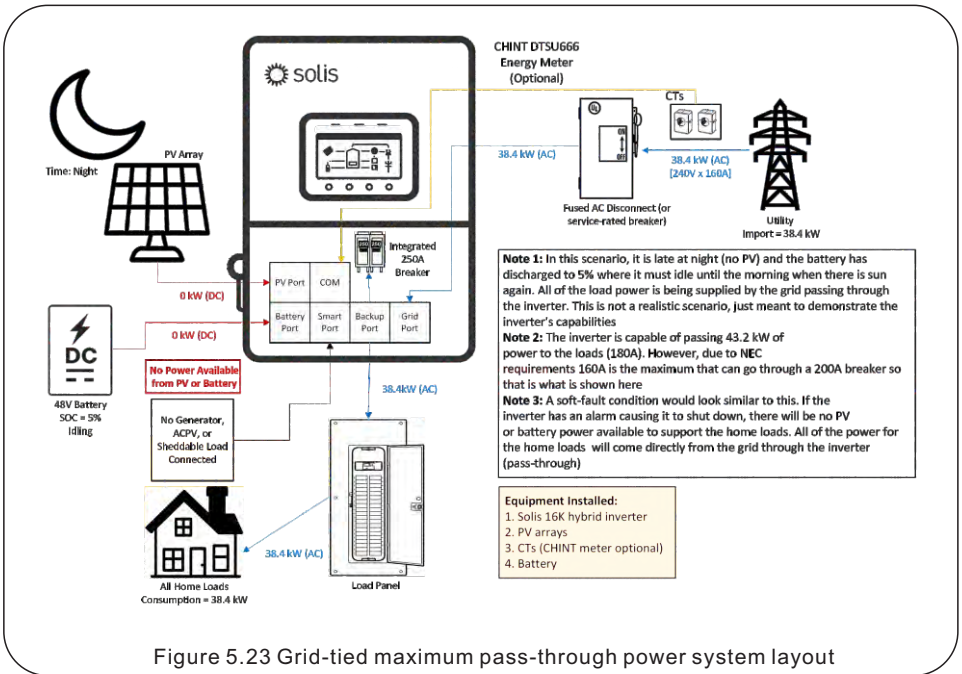 CHINT DTSU666
Energy Meter
(Optional)
solis
CTs
PV Array
Time: Night
38.4 kW (AC)
38.4 kW (AC)
[240V x 160A]
ON
OFF
Fused AC Disconnect (or
service-rated breaker)
Utility
Import = 38.4 kW
Integrated
250A
Breaker
PV Port
COM
Battery
Port
Smart
Port
Backup
Port
Grid
Port
0 kW (DC)
0 kW (DC)
DC
48V Battery
SOC = 5%
Idling
No Power Available
from PV or Battery
No Generator,
ACPV, or
Sheddable Load
Connected
38.4kW (AC)
38.4 kW (AC)
All Home Loads
Consumption = 38.4 kW
Load Panel
Note 1: In this scenario, it is late at night (no PV) and the battery has
discharged to 5% where it must idle until the morning when there is sun
again. All of the load power is being supplied by the grid passing through
the inverter. This is not a realistic scenario, just meant to demonstrate the
inverter's capabilities
Note 2: The inverter is capable of passing 43.2 kW of
power to the loads (180A). However, due to NEC
requirements 160A is the maximum that can go through a 200A breaker so
that is what is shown here
Note 3: A soft-fault condition would look similar to this. If the
inverter has an alarm causing it to shut down, there will be no PV
or battery power available to support the home loads. All of the power for
the home loads will come directly from the grid through the inverter
(pass-through)
Equipment Installed:
1. Solis 16K hybrid inverter
2. PV arrays
3. CTs (CHINT meter optional)
4. Battery
Figure 5.23 Grid-tied maximum pass-through power system layout